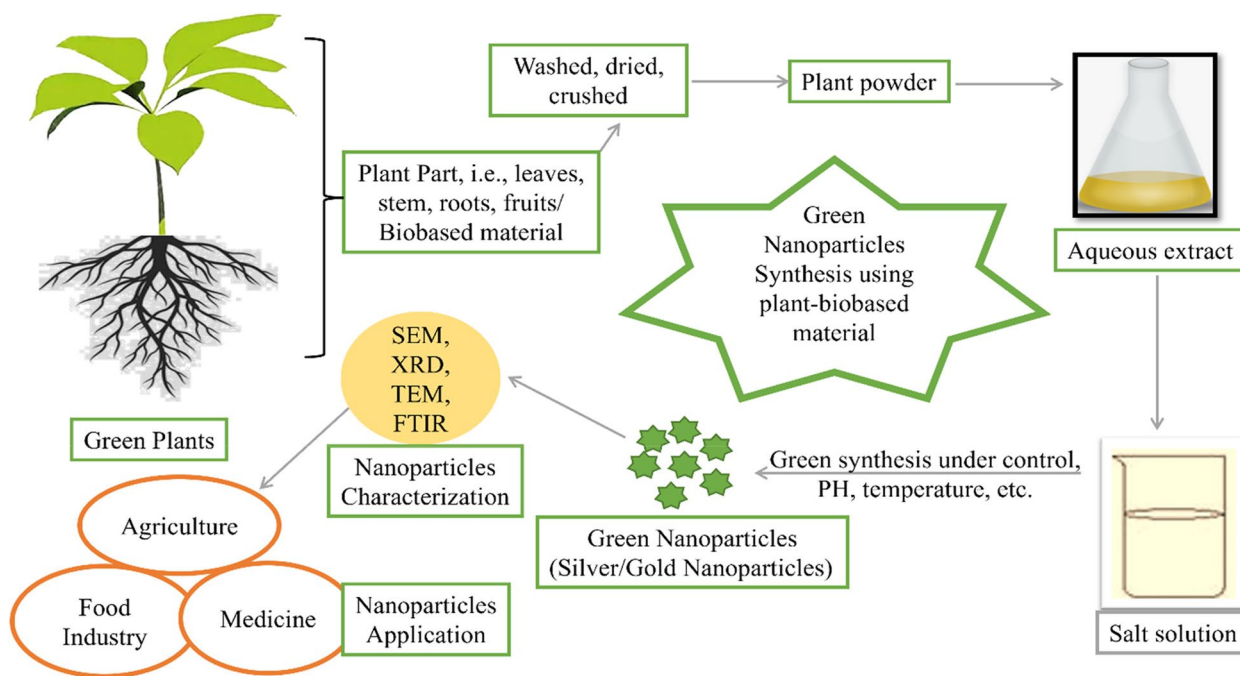 Washed, dried,
crushed
Plant powder
Plant Part, i.e., leaves,
stem, roots, fruits/
Biobased material
Green
Nanoparticles
Synthesis using
plant-biobased
material
Aqueous extract
SEM,
XRD,
TEM,
FTIR
Green Plants
Nanoparticles
Characterization
Green synthesis under control,
PH, temperature, etc.
Green Nanoparticles
(Silver/Gold Nanoparticles)
Agriculture
Food
Industry
Medicine
Nanoparticles
Application
Salt solution